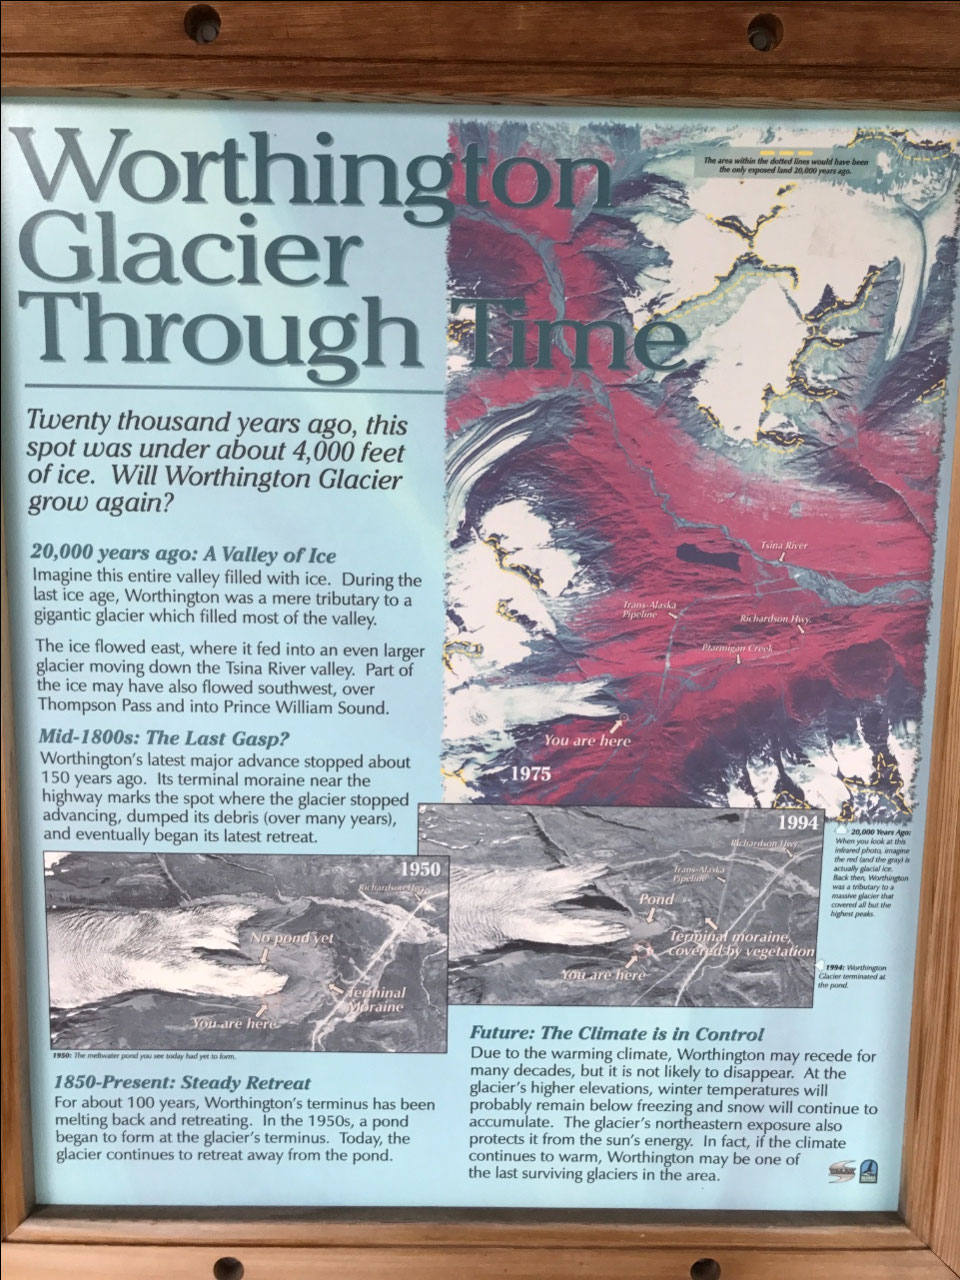 Worthington
Glacier
Through Time
The area within the dotted lines would have been
the only exposed land 20,000 years ago.
Twenty thousand years ago, this
spot was under about 4,000 feet
of ice. Will Worthington Glacier
grow again?
20,000 years ago: A Valley of Ice
Imagine this entire valley filled with ice. During the
last ice age, Worthington was a mere tributary to a
gigantic glacier which filled most of the valley.
The ice flowed east, where it fed into an even larger
glacier moving down the Tsina River valley. Part of
the ice may have also flowed southwest, over
Thompson Pass and into Prince William Sound.
Mid-1800s: The Last Gasp?
Worthington's latest major advance stopped about
150 years ago. Its terminal moraine near the
highway marks the spot where the glacier stopped
advancing, dumped its debris (over many years),
and eventually began its latest retreat.
Tsina River
Trans-Alaska
Pipeline
Richardson Hwy.
Ptarmigan Creek
You are here
1975
1950
Richardson Hwy.
No pond yet
Terminal
Moraine
You are here
1950: The meltwater pond you see today had yet to form.
1994
Richardson Hwy.
Trans-Alaska
Pipeline
Pond
Terminal moraine,
covered by vegetation
You are here
20,000 Years Ago:
When you look at this
infrared photo, imagine
the red (and the gray) is
actually glacial ice.
Back then, Worthington
was a tributary to a
massive glacier that
covered all but the
highest peaks.
1994: Worthington
Glacier terminated at
the pond.
1850-Present: Steady Retreat
For about 100 years, Worthington's terminus has been
melting back and retreating. In the 1950s, a pond
began to form at the glacier's terminus. Today, the
glacier continues to retreat away from the pond.
Future: The Climate is in Control
Due to the warming climate, Worthington may recede for
many decades, but it is not likely to disappear. At the
glacier's higher elevations, winter temperatures will
probably remain below freezing and snow will continue to
accumulate. The glacier's northeastern exposure also
protects it from the sun's energy. In fact, if the climate
continues to warm, Worthington may be one of
the last surviving glaciers in the area.